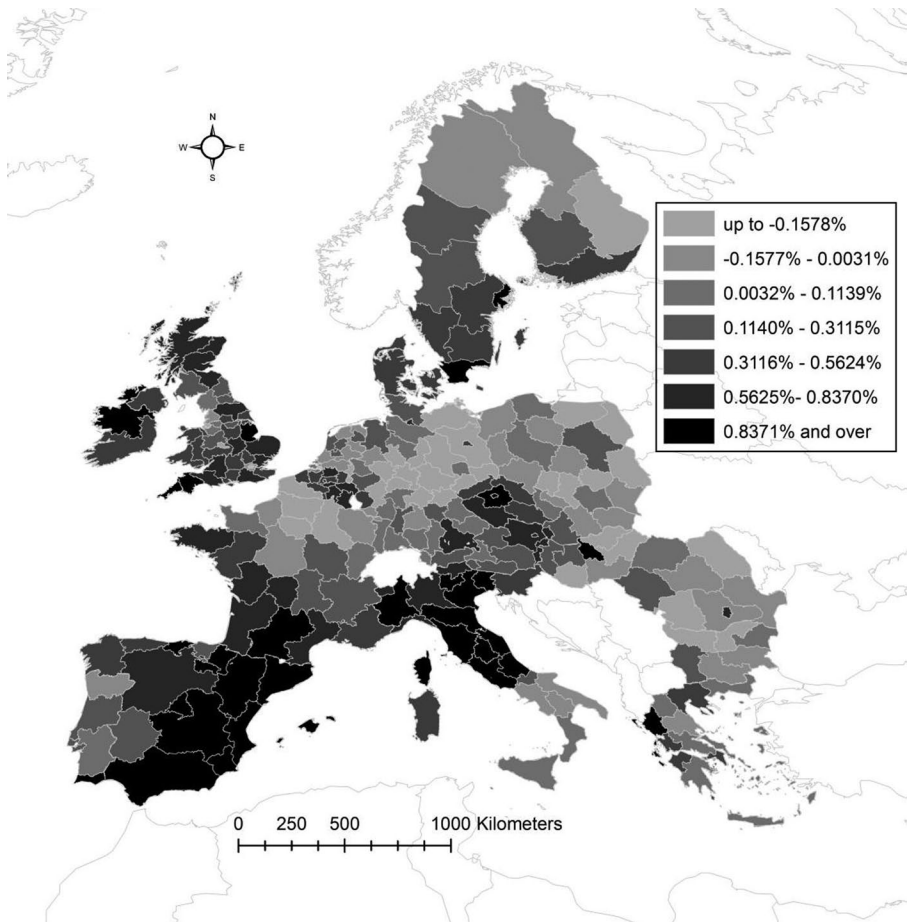 N
W E
S
up to -0.1578%
-0.1577% - 0.0031%
0.0032% - 0.1139%
0.1140% - 0.3115%
0.3116% - 0.5624%
0.5625%- 0.8370%
0.8371% and over
0 250 500 1000 Kilometers